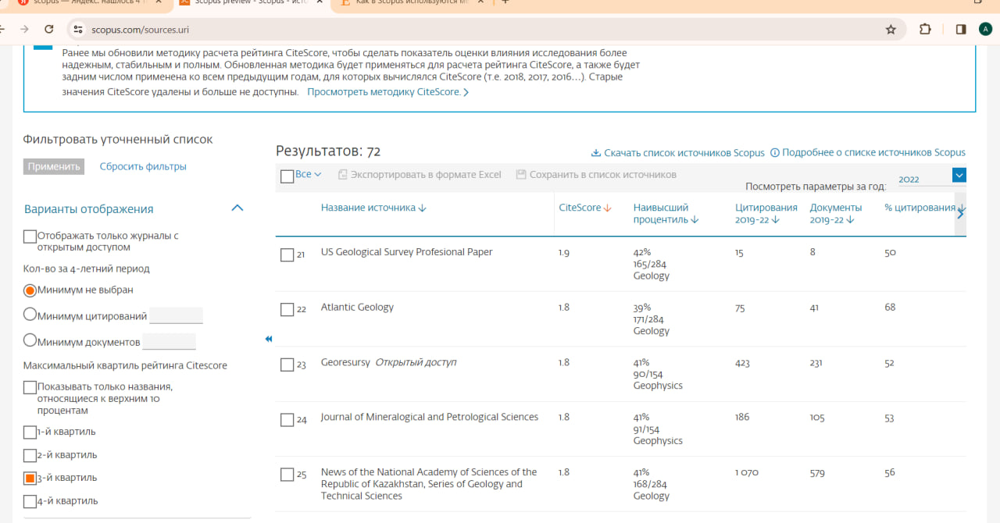 scopus — Яндекс: нашлось 4 т
Scopus preview - Scopus - Исто
Как в Scopus используются ме
scopus.com/sources.uri
A
Ранее мы обновили методику расчета рейтинга CiteScore, чтобы сделать показатель оценки влияния исследования более
надежным, стабильным и полным. Обновленная методика будет применяться для расчета рейтинга CiteScore, а также будет
задним числом применена ко всем предыдущим годам, для которых вычислялся CiteScore (т.е. 2018, 2017, 2016...). Старые
значения CiteScore удалены и больше не доступны. Просмотреть методику CiteScore.
Фильтровать уточненный список
Применить Сбросить фильтры
Варианты отображения
Отображать только журналы с
открытым доступом
Кол-во за 4-летний период
Минимум не выбран
Минимум цитирований
Минимум документов
Максимальный квартиль рейтинга Citescore
Показывать только названия,
относящиеся к верхним 10
процентам
1-й квартиль
2-й квартиль
3-й квартиль
4-й квартиль
Результатов: 72
Скачать список источников Scopus Подробнее о списке источников Scopus
Все Экспортировать в формате Excel Сохранить в список источников
Посмотреть параметры за год: 2022
Название источника CiteScore Наивысший Цитирования Документы % цитирования
процентиль 2019-22 2019-22
21 US Geological Survey Profesional Paper 1.9 42% 15 8 50
165/284
Geology
22 Atlantic Geology 1.8 39% 75 41 68
171/284
Geology
23 Georesursy Открытый доступ 1.8 41% 423 231 52
90/154
Geophysics
24 Journal of Mineralogical and Petrological Sciences 1.8 41% 186 105 53
91/154
Geophysics
25 News of the National Academy of Sciences of the 1.8 41% 1 070 579 56
Republic of Kazakhstan, Series of Geology and 168/284
Technical Sciences Geology